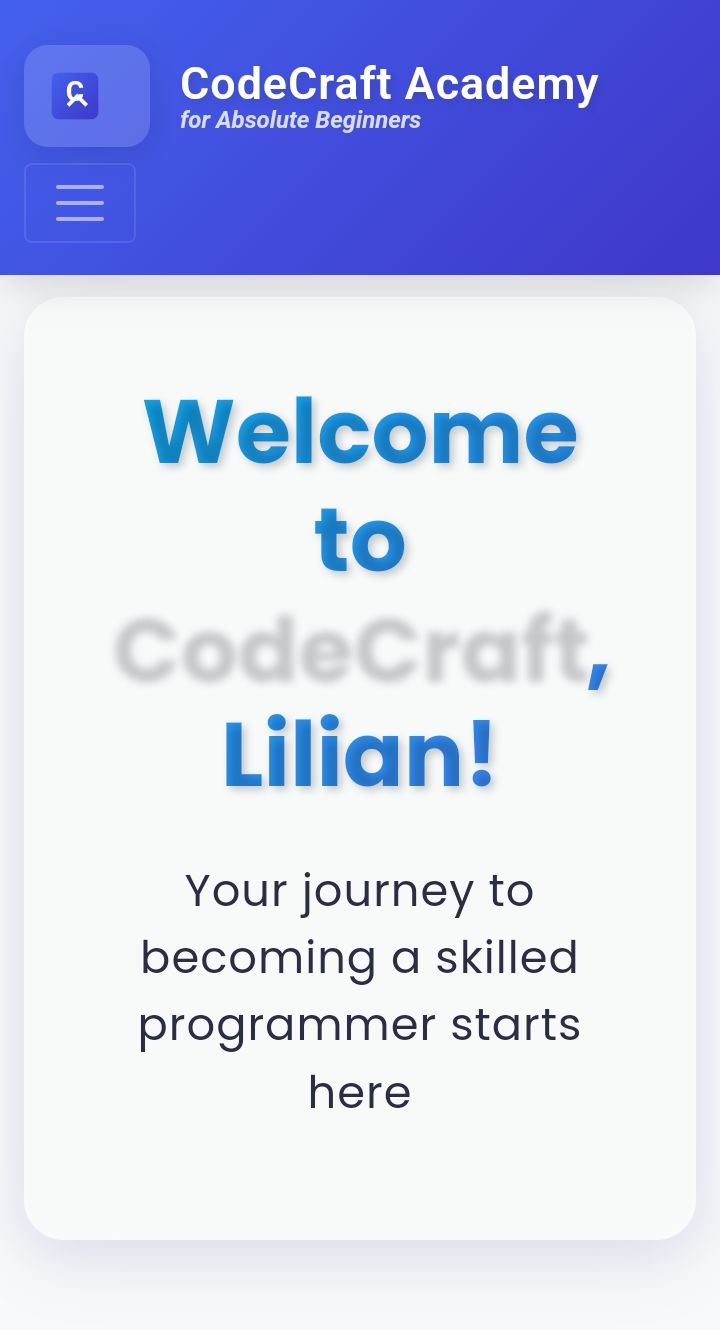 CodeCraft Academy
for Absolute Beginners
Welcome
to
CodeCraft,
Lilian!
Your journey to
becoming a skilled
programmer starts
here